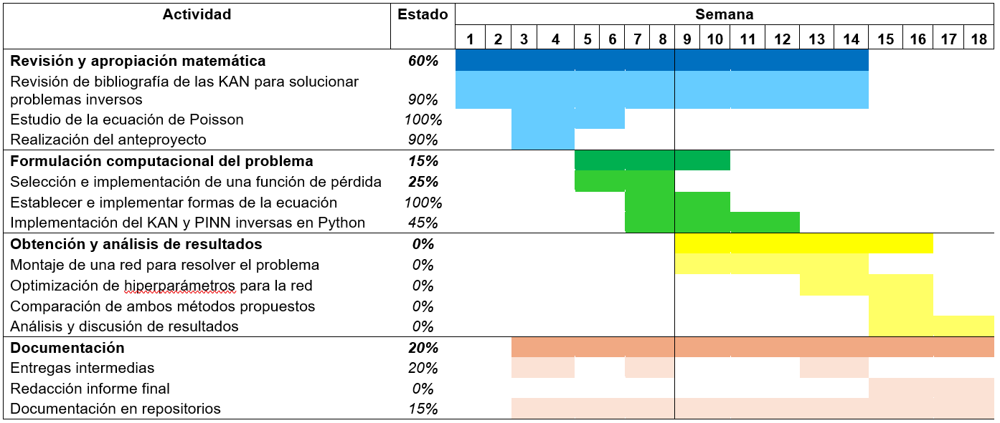 Actividad Estado Semana
1 2 3 4 5 6 7 8 9 10 11 12 13 14 15 16 17 18
Revisión y apropiación matemática 60%
Revisión de bibliografía de las KAN para solucionar
problemas inversos 90%
Estudio de la ecuación de Poisson 100%
Realización del anteproyecto 90%
Formulación computacional del problema 15%
Selección e implementación de una función de pérdida 25%
Establecer e implementar formas de la ecuación 100%
Implementación del KAN y PINN inversas en Python 45%
Obtención y análisis de resultados 0%
Montaje de una red para resolver el problema 0%
Optimización de hiperparámetros para la red 0%
Comparación de ambos métodos propuestos 0%
Análisis y discusión de resultados 0%
Documentación 20%
Entregas intermedias 20%
Redacción informe final 0%
Documentación en repositorios 15%